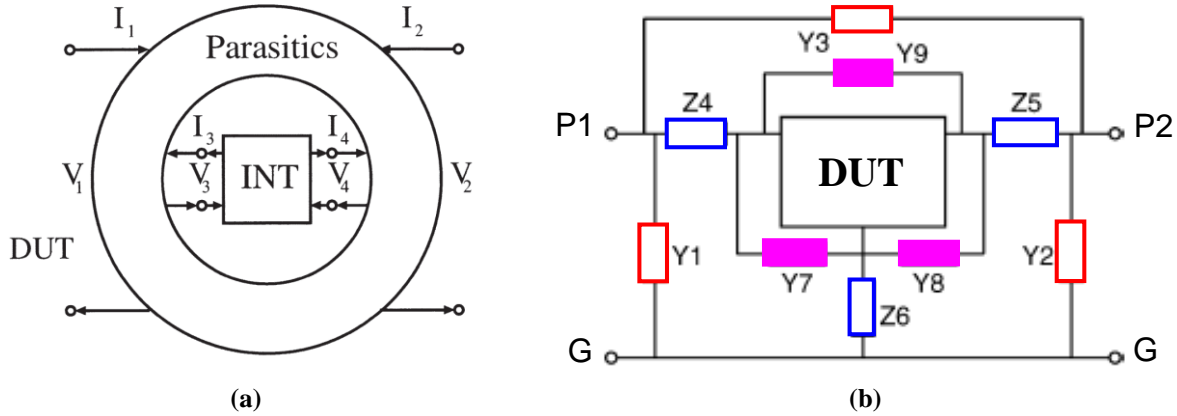 I1 I2
Parasitics
I3 I4
V1 V3 INT V4 V2
DUT
(a)
Y3
Y9
Z4 Z5
P1 P2
DUT
Y1 Y7 Y8 Y2
Z6
G G
(b)